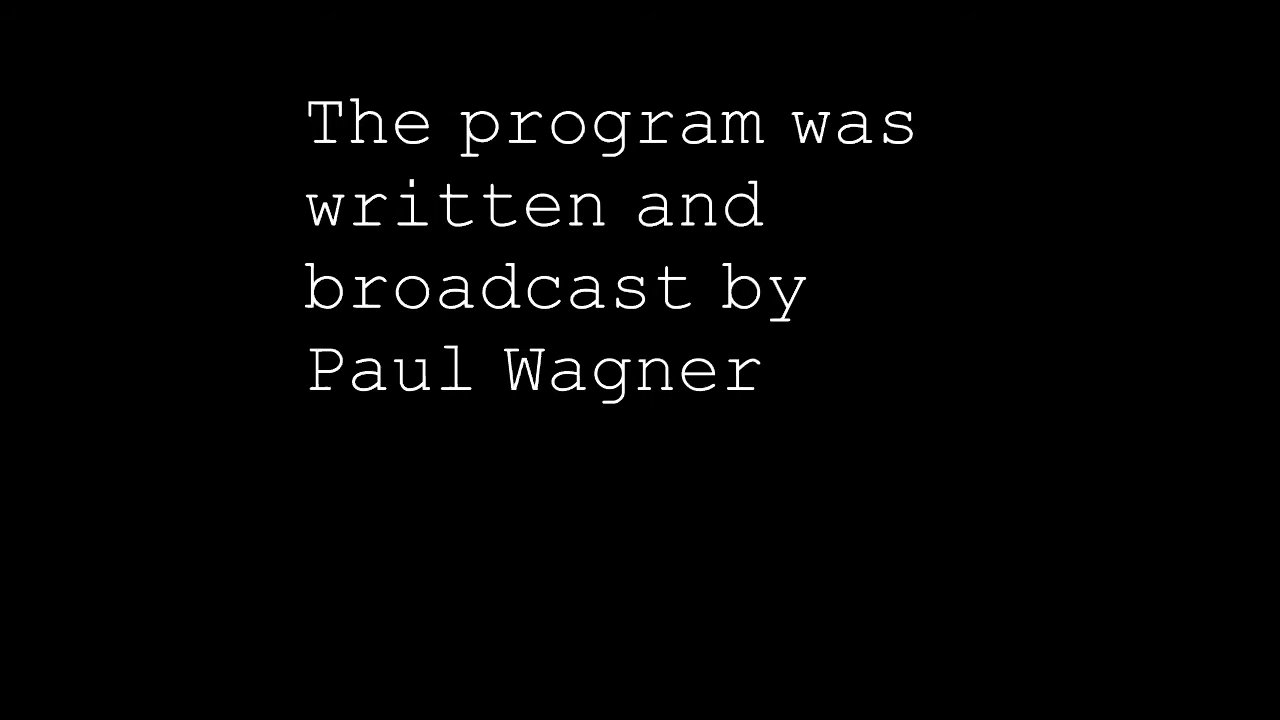 The program was
written and
broadcast by
Paul Wagner